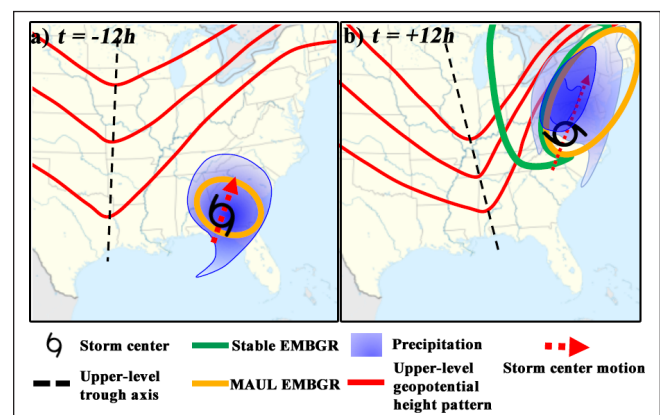 a) t = -12h
b) t = +12h
Storm center
Stable EMBGR
Precipitation
Storm center motion
Upper-level
trough axis
MAUL EMBGR
Upper-level
geopotential
height pattern